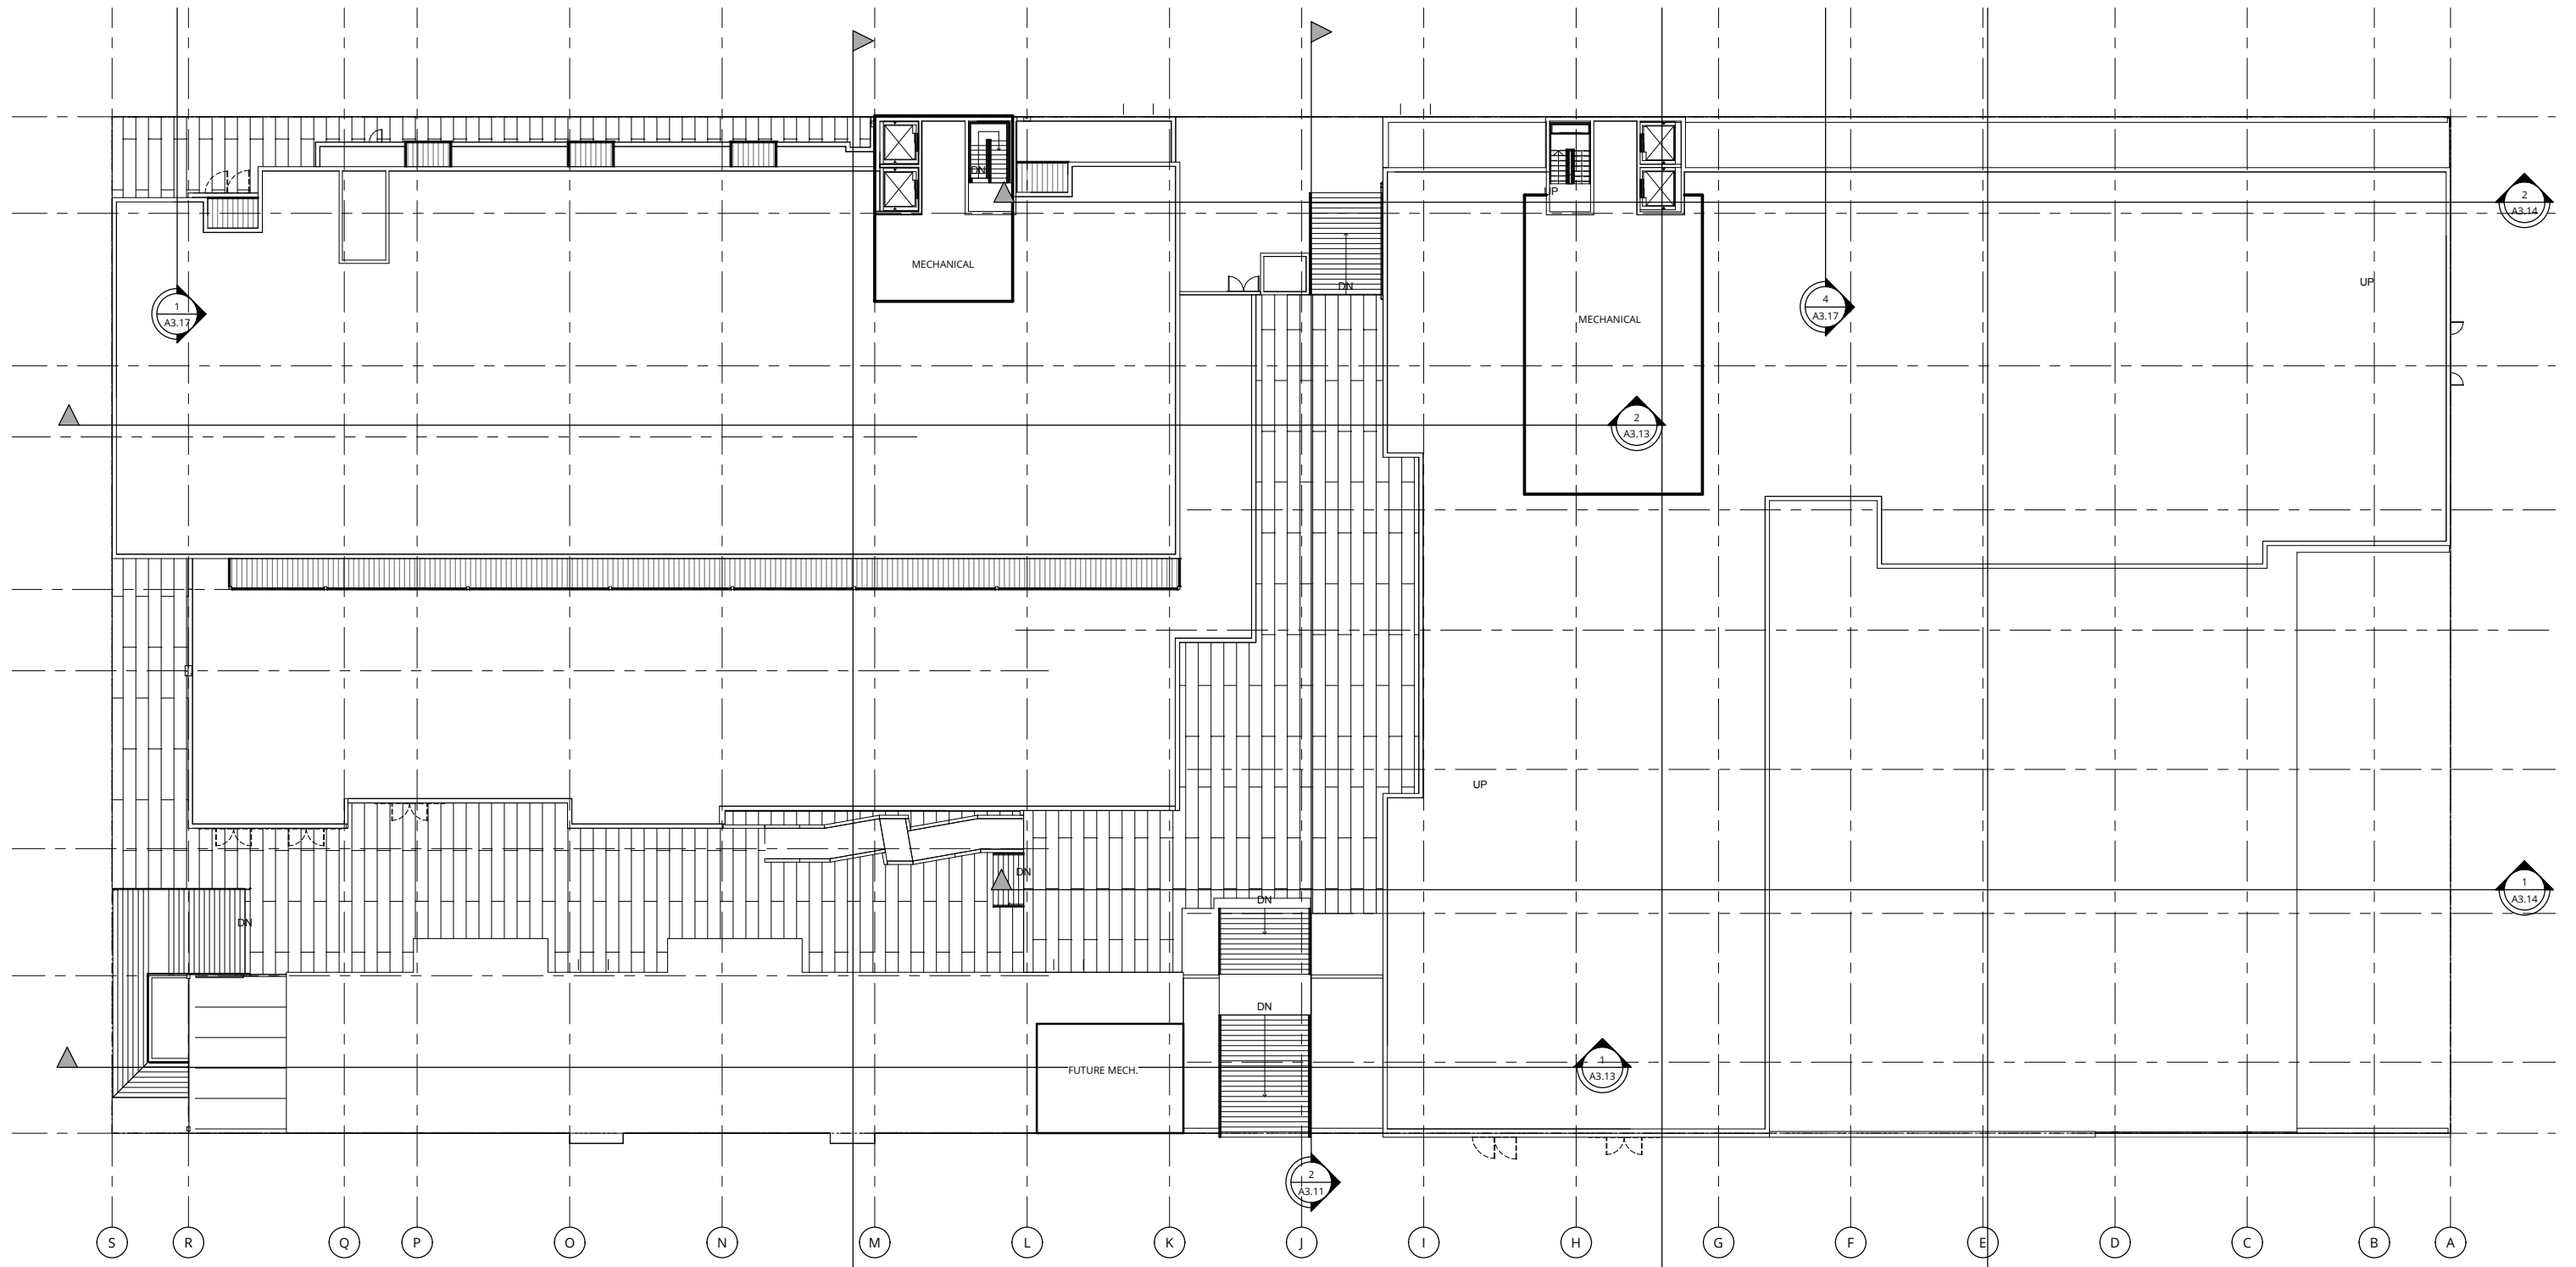 DN
UP
2
A3.14
MECHANICAL
UP
DN
1
A3.17
4
A3.17
MECHANICAL
2
A3.13
UP
DN
1
A3.14
DN
DN
DN
1
A3.13
FUTURE MECH.
2
A3.11
S R Q P O N M L K J I H G F E D C B A